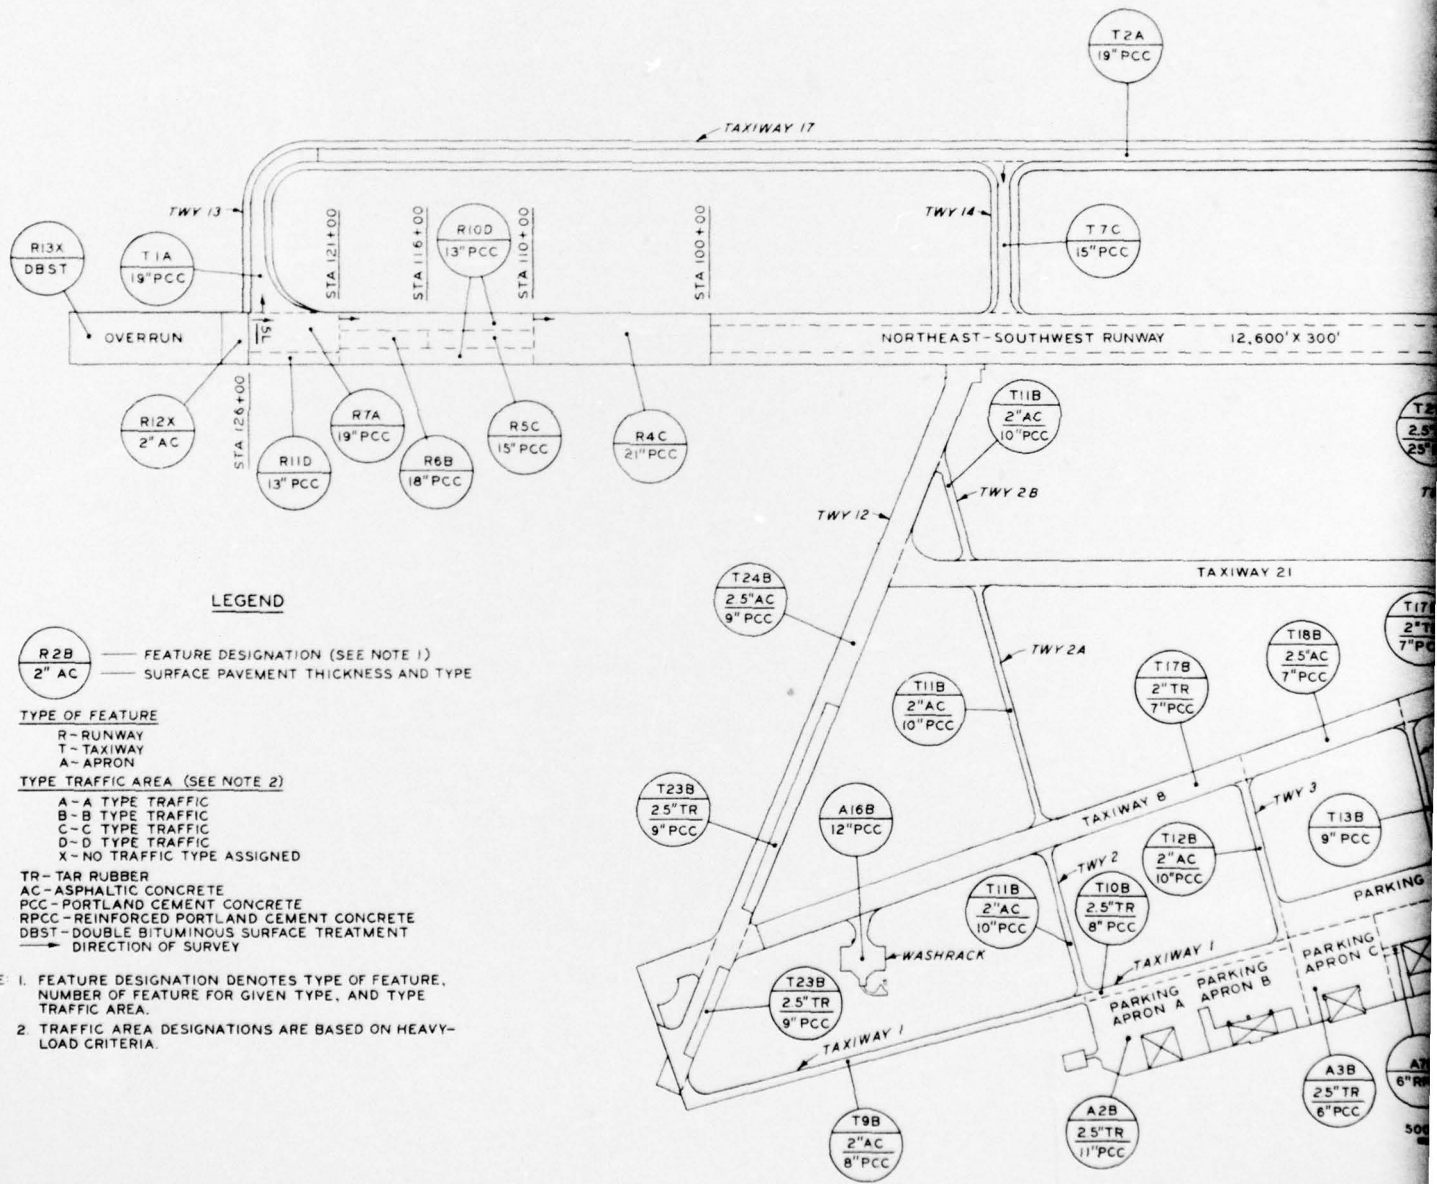 T2A
19" PCC
TAXIWAY 17
TWY 13
R13X
DBST
T1A
19" PCC
STA 121+00
STA 116+00
R10D
13" PCC
STA 110+00
STA 100+00
TWY 14
T7C
15" PCC
OVERRUN
5L
NORTHEAST-SOUTHWEST RUNWAY 12,600' X 300'
STA 126+00
R12X
2" AC
R11D
13" PCC
R7A
19" PCC
R6B
18" PCC
R5C
15" PCC
R4C
21" PCC
T11B
2" AC
10" PCC
2.5"
25"
TWY 2B
TWY 12
TAXIWAY 21
T24B
2.5" AC
9" PCC
TWY 2A
T11B
2" AC
10" PCC
T17B
2" TR
7" PCC
T18B
2.5" AC
7" PCC
7" PCC
LEGEND
R2B
2" AC
FEATURE DESIGNATION (SEE NOTE 1)
SURFACE PAVEMENT THICKNESS AND TYPE
TYPE OF FEATURE
R-RUNWAY
T-TAXIWAY
A-APRON
TYPE TRAFFIC AREA (SEE NOTE 2)
A-A TYPE TRAFFIC
B-B TYPE TRAFFIC
C-C TYPE TRAFFIC
D-D TYPE TRAFFIC
X-NO TRAFFIC TYPE ASSIGNED
TR-TAR RUBBER
AC-ASPHALTIC CONCRETE
PCC-PORTLAND CEMENT CONCRETE
RPCC-REINFORCED PORTLAND CEMENT CONCRETE
DBST-DOUBLE BITUMINOUS SURFACE TREATMENT
DIRECTION OF SURVEY
1. FEATURE DESIGNATION DENOTES TYPE OF FEATURE,
NUMBER OF FEATURE FOR GIVEN TYPE, AND TYPE
TRAFFIC AREA.
2. TRAFFIC AREA DESIGNATIONS ARE BASED ON HEAVY-
LOAD CRITERIA.
T23B
2.5" TR
9" PCC
A16B
12" PCC
TAXIWAY 8
TWY 3
T13B
9" PCC
TWY 2
T12B
2" AC
10" PCC
T11B
2" AC
10" PCC
T10B
2.5" TR
8" PCC
PARKING
WASHRACK
TAXIWAY 1
PARKING
APRON A
PARKING
APRON B
PARKING
APRON C
T23B
2.5" TR
9" PCC
TAXIWAY 1
T9B
2" AC
8" PCC
A2B
2.5" TR
11" PCC
A3B
2.5" TR
6" PCC